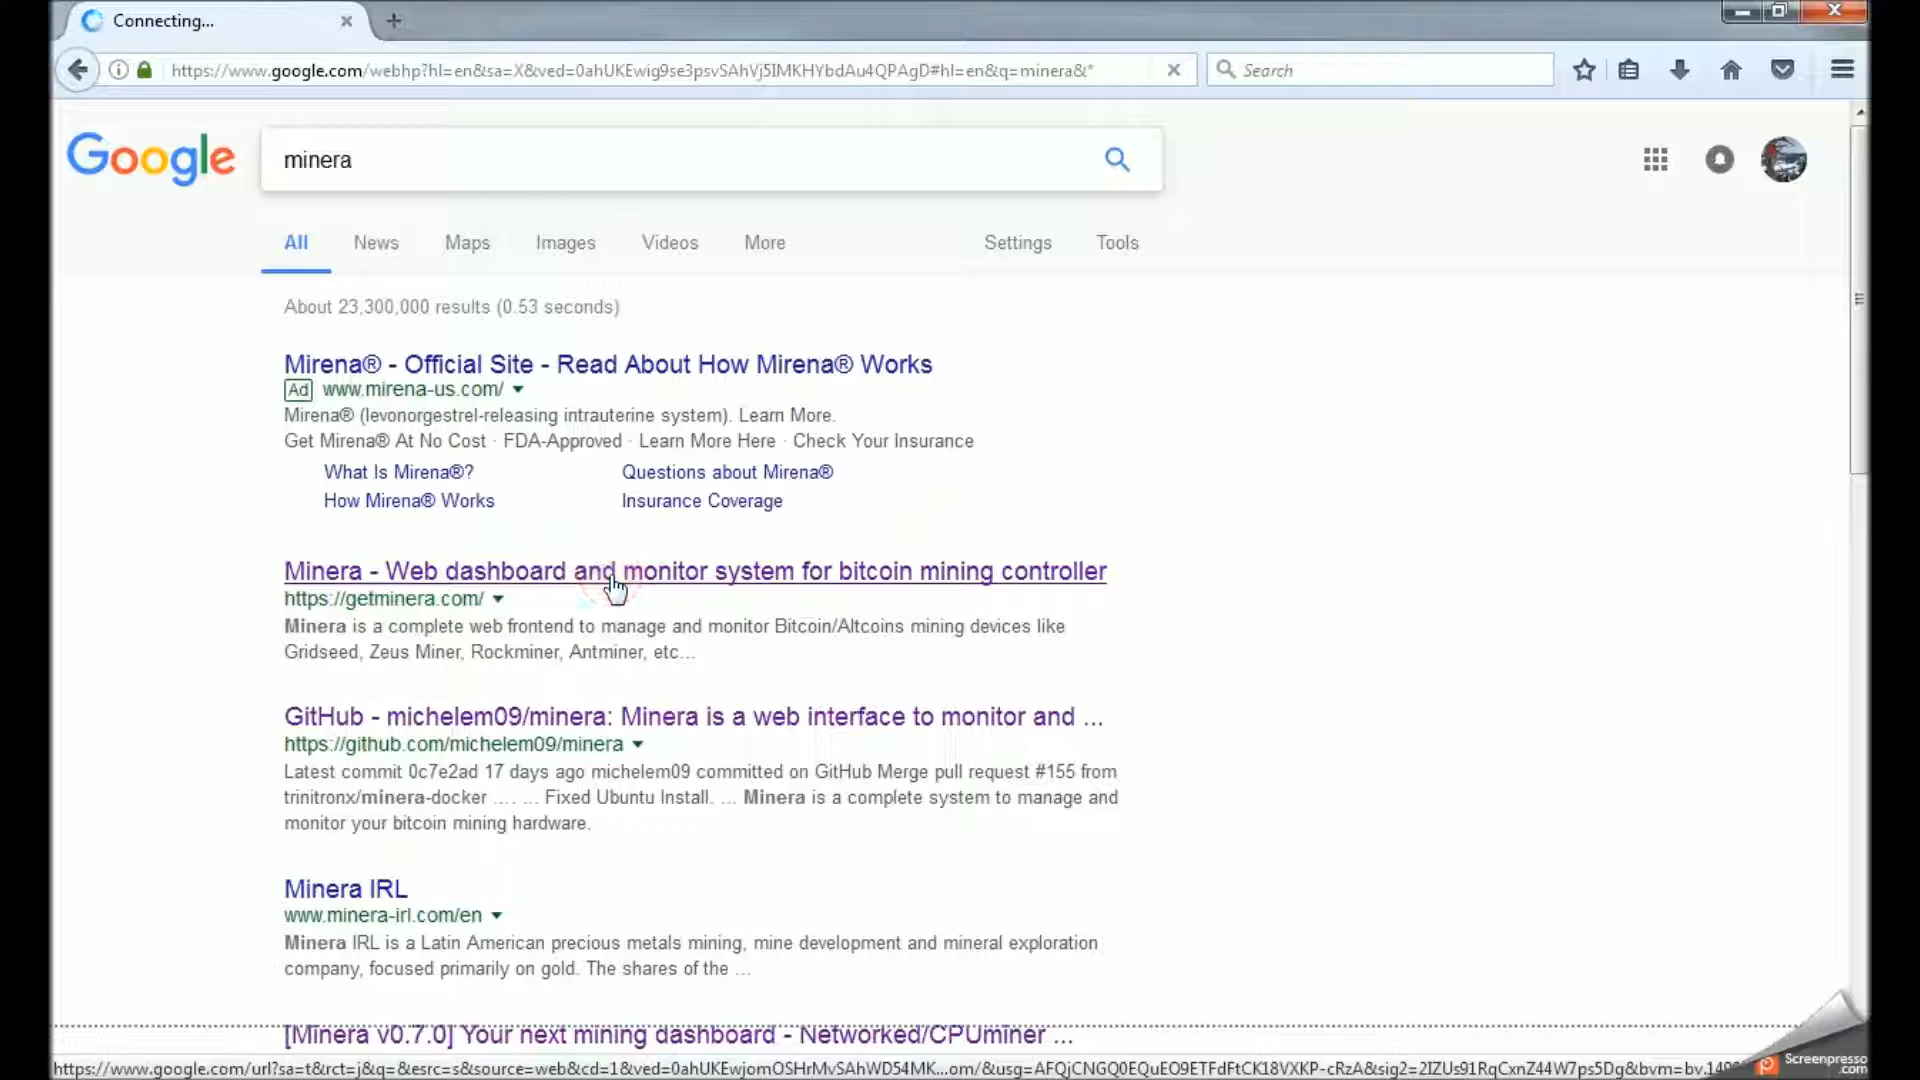 Connecting...
https://www.google.com/webhp?hl=en&sa=X&ved=0ahUKEwig9se3psvSAhVj5IMKHYbdAu4QPAgD#hl=en&q=minera&*
Search
Google
minera
All News Maps Images Videos More Settings Tools
About 23,300,000 results (0.53 seconds)
Mirena® - Official Site - Read About How Mirena® Works
Ad www.mirena-us.com/
Mirena® (levonorgestrel-releasing intrauterine system). Learn More.
Get Mirena® At No Cost · FDA-Approved · Learn More Here · Check Your Insurance
What Is Mirena®? Questions about Mirena®
How Mirena® Works Insurance Coverage
Minera - Web dashboard and monitor system for bitcoin mining controller
https://getminera.com/
Minera is a complete web frontend to manage and monitor Bitcoin/Altcoins mining devices like
Gridseed, Zeus Miner, Rockminer, Antminer, etc...
GitHub - michelem09/minera: Minera is a web interface to monitor and ...
https://github.com/michelem09/minera
Latest commit 0c7e2ad 17 days ago michelem09 committed on GitHub Merge pull request #155 from
trinitronx/minera-docker .... ... Fixed Ubuntu Install. ... Minera is a complete system to manage and
monitor your bitcoin mining hardware.
Minera IRL
www.minera-irl.com/en
Minera IRL is a Latin American precious metals mining, mine development and mineral exploration
company, focused primarily on gold. The shares of the ...
[Minera v0.7.0] Your next mining dashboard - Networked/CPUminer ...
https://www.google.com/url?sa=t&rct=j&q=&esrc=s&source=web&cd=1&ved=0ahUKEwjomOSHrMvSAhWD54MK...om/&usg=AFQjCNGQ0EQuEO9ETFdFtCK18VXKP-cRzA&sig2=2IZUs91RqCxnZ44W7ps5Dg&bvm=bv.149
Screenpresso
.com